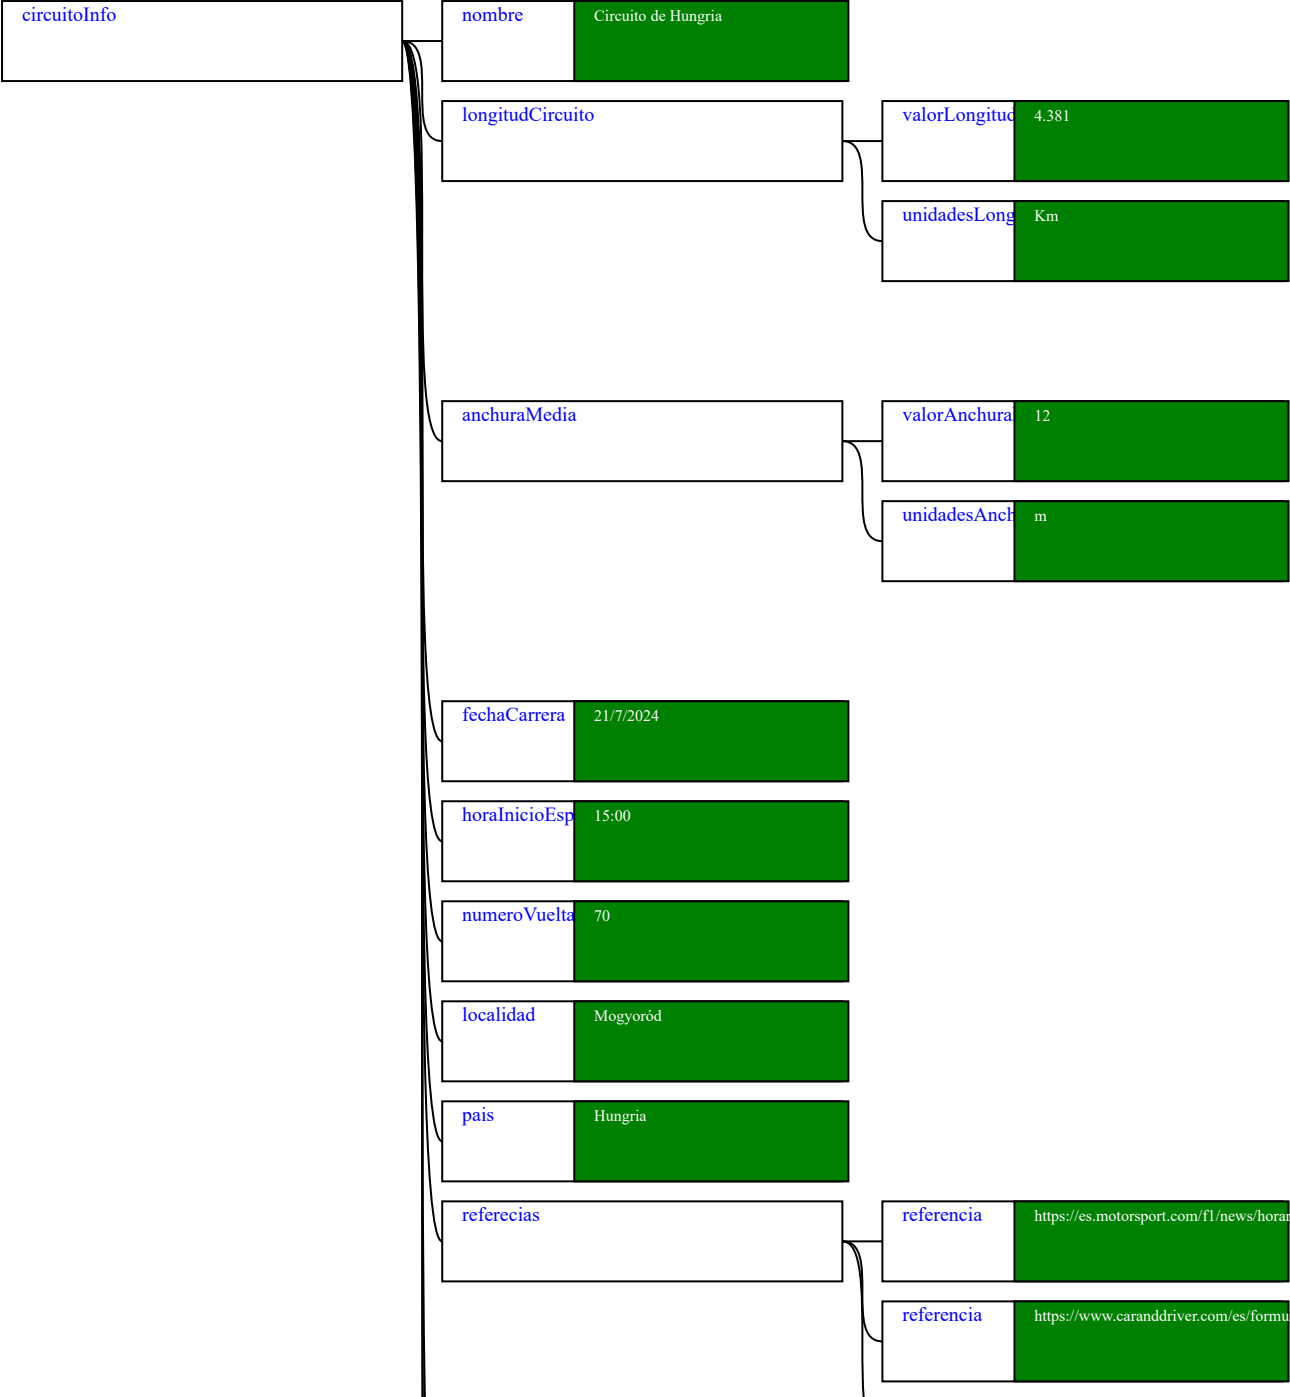 circuitoInfo
nombre Circuito de Hungria
longitudCircuito
valorLongitud 4.381
unidadesLong Km
anchuraMedia
valorAnchura 12
unidadesAnch m
fechaCarrera 21/7/2024
horaInicioEsp 15:00
numeroVuelta 70
localidad Mogyoród
pais Hungria
referecias
referencia https://es.motorsport.com/f1/news/horar
referencia https://www.caranddriver.com/es/formu